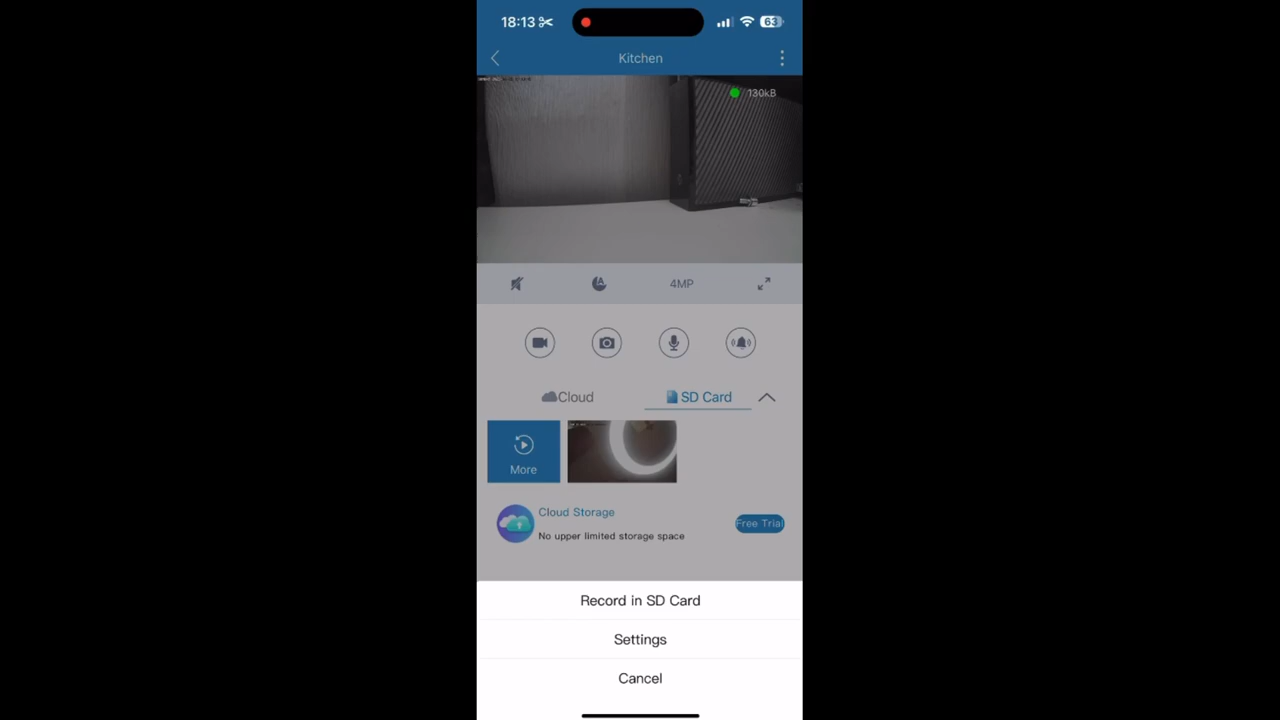 18:13
63
Kitchen
130kB
4MP
Cloud
SD Card
More
Cloud Storage
No upper limited storage space
Free Trial
Record in SD Card
Settings
Cancel